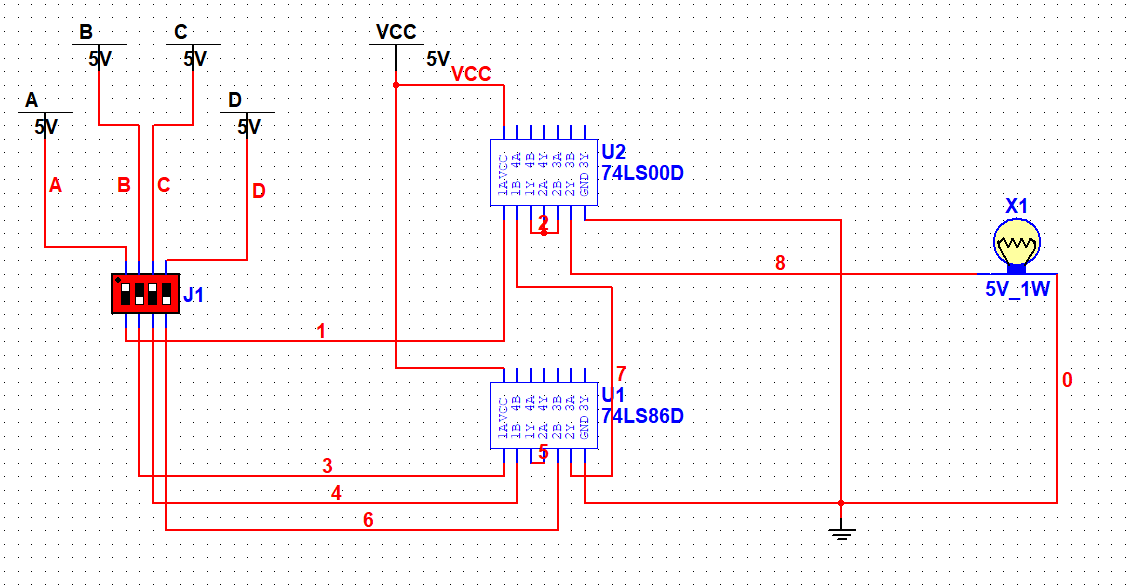 B
C
VCC
5V
5V
5V
VCC
A
D
5V
5V
A
B
C
D
U2
74LS00D
1A VCC
1B 4A
1Y 4B
2A 4Y
2B 3A
2Y 3B
GND 3Y
2
X1
8
5V_1W
J1
1
7
0
U1
74LS86D
1A VCC
1B 4B
1Y 4A
2A 4Y
2B 3B
2Y 3A
GND 3Y
5
3
4
6